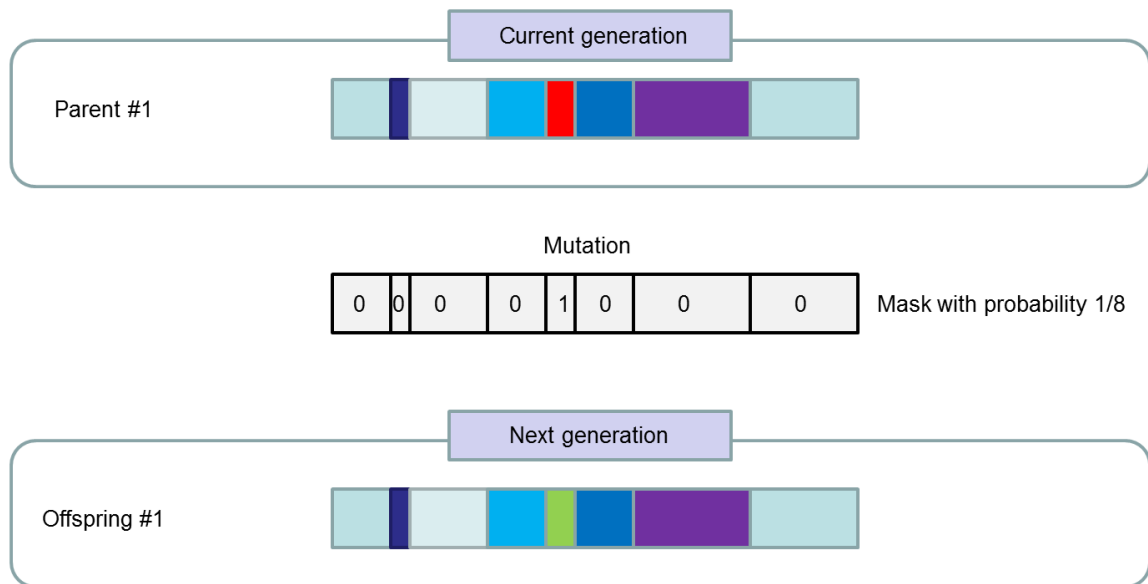 Current generation
Parent #1
Mutation
0 0 0 0 1 0 0 0
Mask with probability 1/8
Next generation
Offspring #1